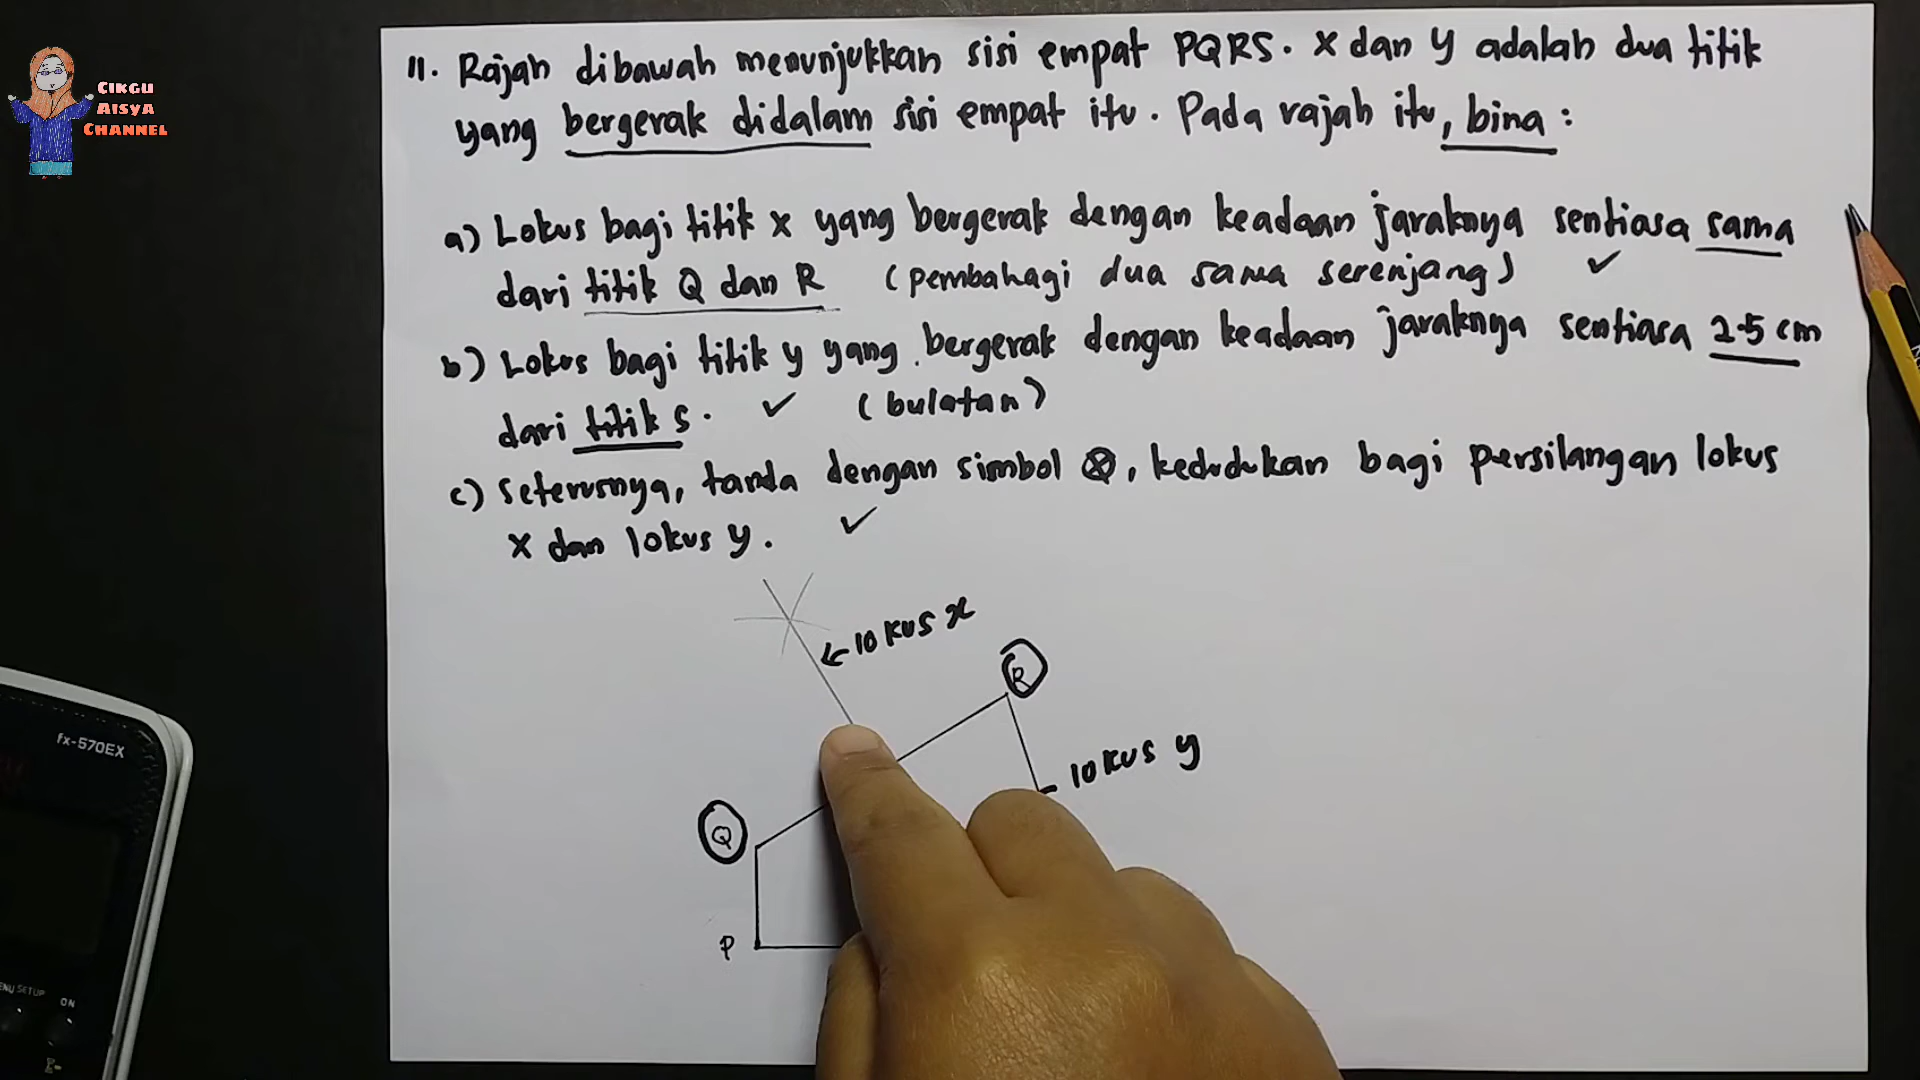 CIKGU
AISYA
CHANNEL
11. Rajah dibawah menunjukkan sisi empat PQRS. X dan Y adalah dua titik
yang bergerak didalam sisi empat itu. Pada rajah itu, bina :
a) Lokus bagi titik X yang bergerak dengan keadaan jaraknya sentiasa sama
dari titik Q dan R (pembahagi dua sama serenjang) ✓
b) Lokus bagi titik y yang bergerak dengan keadaan jaraknya sentiasa 2.5 cm
dari titik S. ✓ (bulatan)
c) Seterusnya, tanda dengan simbol ⊗, kedudukan bagi persilangan lokus
X dan lokus y. ✓
lokus x
R
lokus y
Q
P
fx-570EX
SETUP
ON